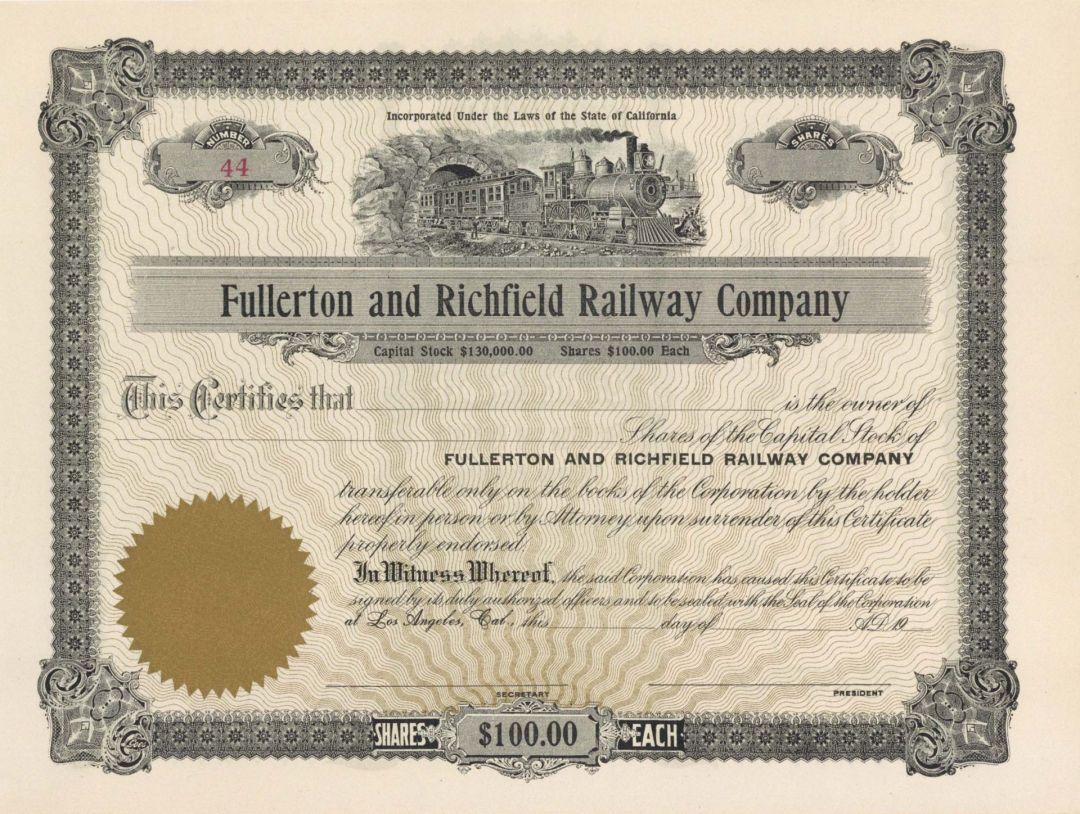 Incorporated Under the Laws of the State of California
NUMBER
44
SHARES
Fullerton and Richfield Railway Company
Capital Stock $130,000.00 Shares $100.00 Each
This Certifies that is the owner of
Shares of the Capital Stock of
FULLERTON AND RICHFIELD RAILWAY COMPANY
transferable only on the books of the Corporation by the holder
hereof in person or by Attorney upon surrender of this Certificate
properly endorsed.
In Witness Whereof, the said Corporation has caused this Certificate to be
signed by its duly authorized officers and to be sealed with the Seal of the Corporation
at Los Angeles, Cal., this day of A.D. 19
SECRETARY PRESIDENT
SHARES $100.00 EACH